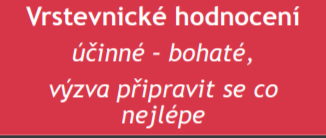 Vrstevnické hodnocení
účinné – bohaté,
výzva připravit se co
nejlépe